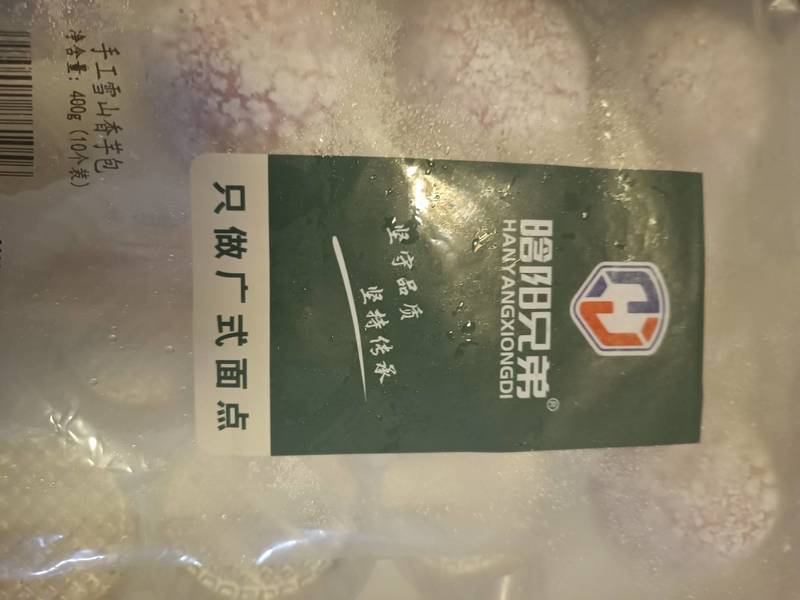 晗阳兄弟®
HANYANGXIONGDI
坚守品质
坚持传承
只做广式面点
手工雪山香芋包
净含量：400g（10个装）